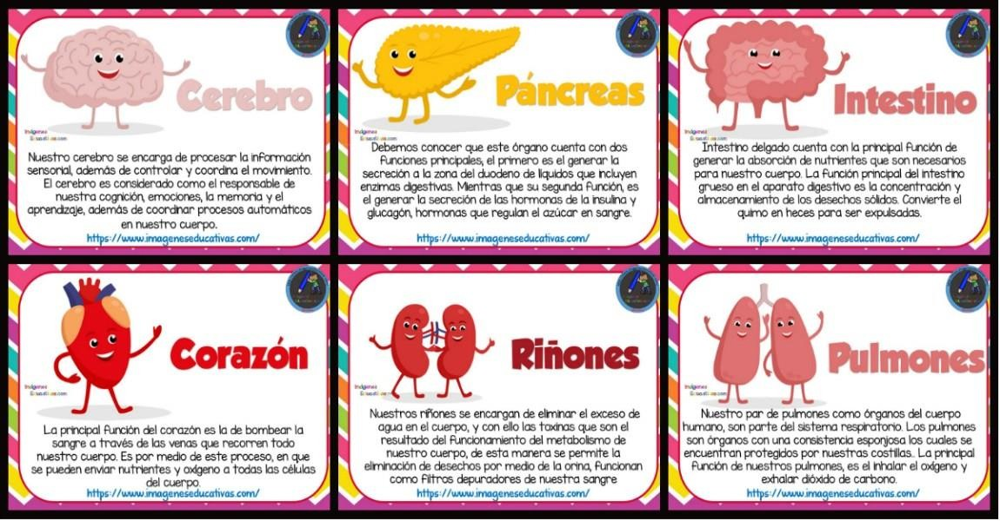 Cerebro
Imágenes
Educativas.com
Nuestro cerebro se encarga de procesar la información
sensorial, además de controlar y coordina el movimiento.
El cerebro es considerado como el responsable de
nuestra cognición, emociones, la memoria y el
aprendizaje, además de coordinar procesos automáticos
en nuestro cuerpo.
https://www.imageneseducativas.com/
Páncreas
Imágenes
Educativas.com
Debemos conocer que este órgano cuenta con dos
funciones principales, el primero es el generar la
secreción a la zona del duodeno de líquidos que incluyen
enzimas digestivas. Mientras que su segunda función, es
el generar la secreción de las hormonas de la insulina y
glucagón, hormonas que regulan el azúcar en sangre.
https://www.imageneseducativas.com/
Intestino
Imágenes
Educativas.com
Intestino delgado cuenta con la principal función de
generar la absorción de nutrientes que son necesarios
para nuestro cuerpo. La función principal del intestino
grueso en el aparato digestivo es la concentración y
almacenamiento de los desechos sólidos. Convierte el
quimo en heces para ser expulsadas.
https://www.imageneseducativas.com/
Corazón
Imágenes
Educativas.com
La principal función del corazón es la de bombear la
sangre a través de las venas que recorren todo
nuestro cuerpo. Es por medio de este proceso, en que
se pueden enviar nutrientes y oxígeno a todas las células
del cuerpo.
https://www.imageneseducativas.com/
Riñones
Imágenes
Educativas.com
Nuestros riñones se encargan de eliminar el exceso de
agua en el cuerpo, y con ello las toxinas que son el
resultado del funcionamiento del metabolismo de
nuestro cuerpo, de esta manera se permite la
eliminación de desechos por medio de la orina, funcionan
como filtros depuradores de nuestra sangre
https://www.imageneseducativas.com/
Pulmones
Imágenes
Educativas.com
Nuestro par de pulmones como órganos del cuerpo
humano, son parte del sistema respiratorio. Los pulmones
son órganos con una consistencia esponjosa los cuales se
encuentran protegidos por nuestras costillas.. La principal
función de nuestros pulmones, es el inhalar el oxígeno y
exhalar dióxido de carbono.
https://www.imageneseducativas.com/